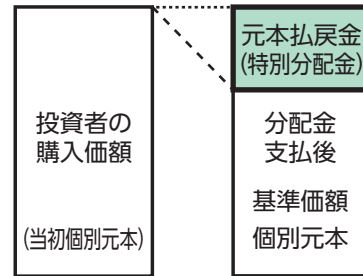 投資者の
購入価額
(当初個別元本)
元本払戻金
(特別分配金)
分配金
支払後
基準価額
個別元本